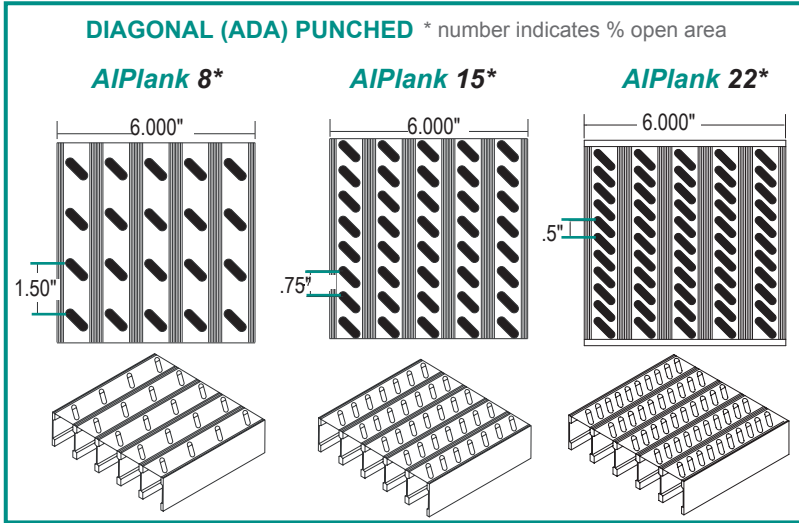 DIAGONAL (ADA) PUNCHED * number indicates % open area
AlPlank 8*
AlPlank 15*
AlPlank 22*
6.000"
6.000"
6.000"
1.50"
.75"
.5"